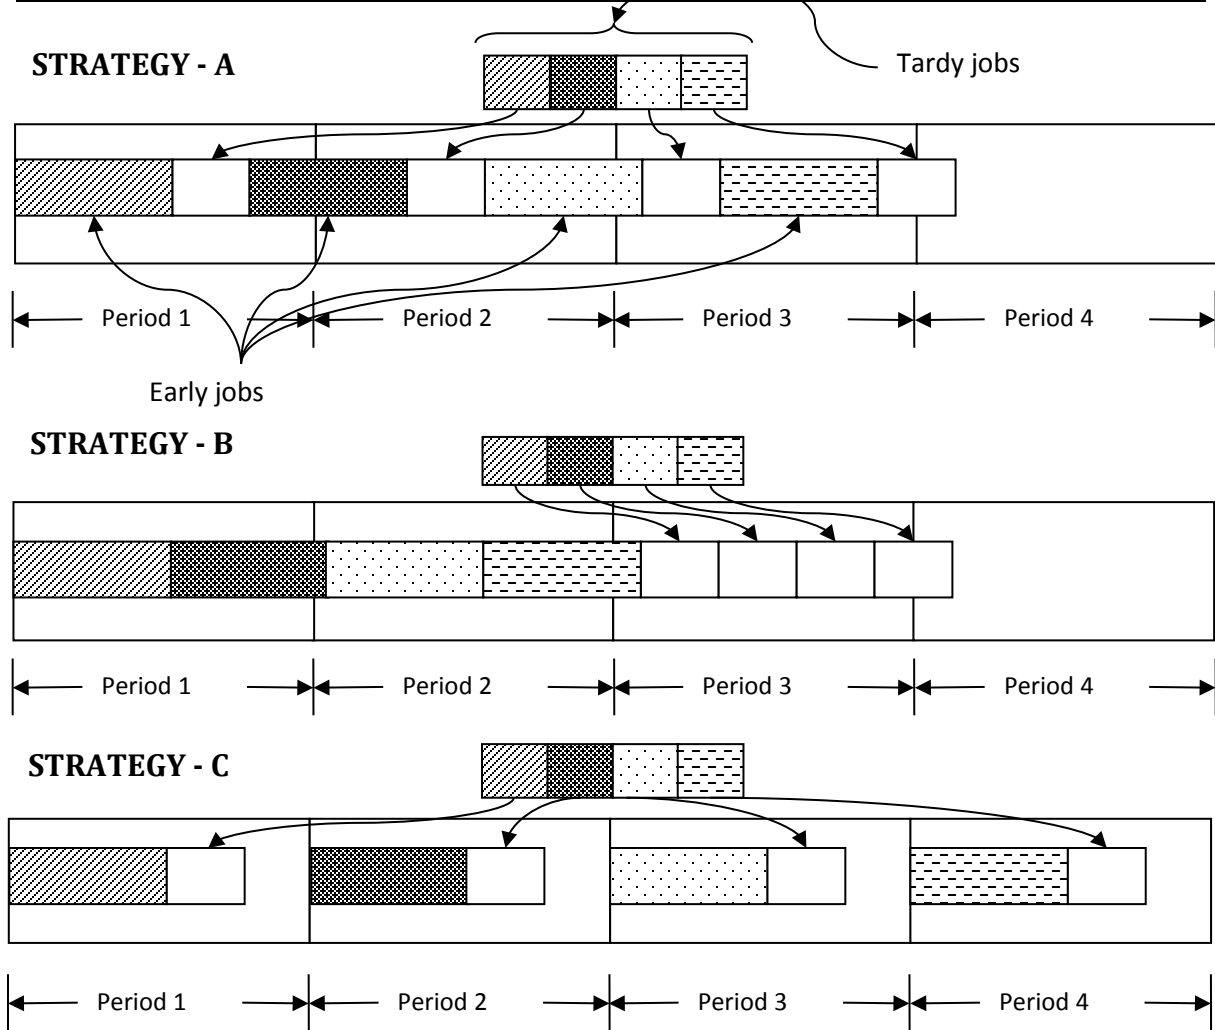 STRATEGY - A
Tardy jobs
Period 1 Period 2 Period 3 Period 4
Early jobs
STRATEGY - B
Period 1 Period 2 Period 3 Period 4
STRATEGY - C
Period 1 Period 2 Period 3 Period 4